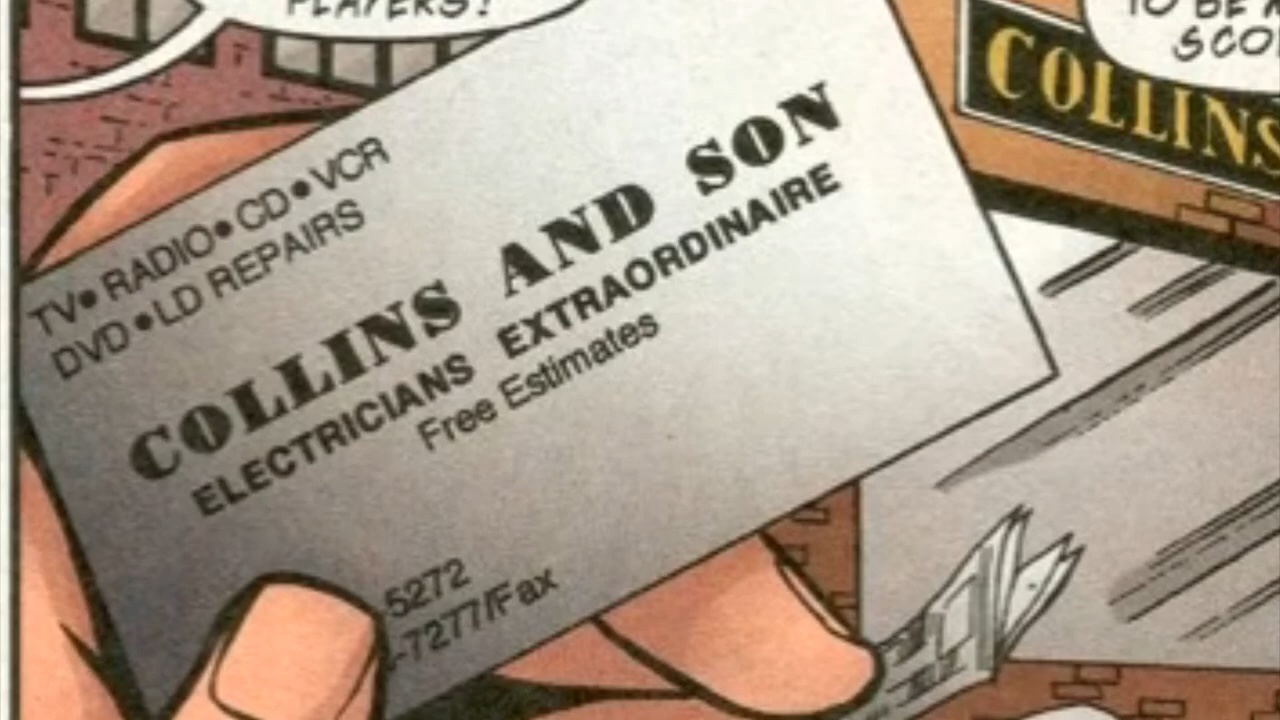 PLAYERS!
TO BE
COLLINS
TV• RADIO• CD• VCR
DVD •LD REPAIRS
COLLINS AND SON
ELECTRICIANS EXTRAORDINAIRE
Free Estimates
5272
-7277/Fax